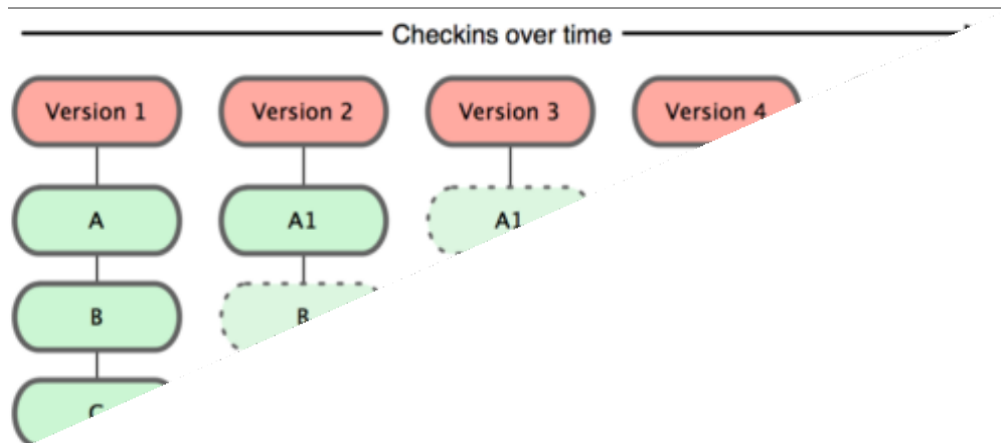 Checkins over time
Version 1 Version 2 Version 3 Version 4
A A1 A1
B B
C